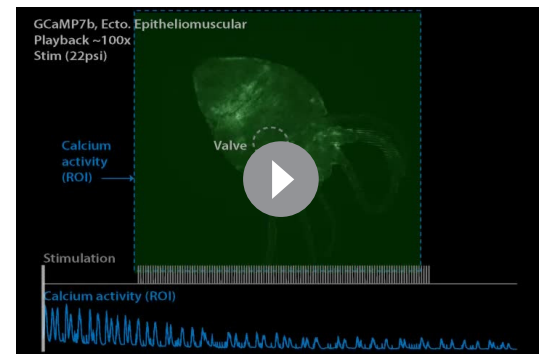 GCaMP7b, Ecto. Epitheliomuscular
Playback ~100x
Stim (22psi)
Calcium
activity
(ROI)
Valve
Stimulation
Calcium activity (ROI)